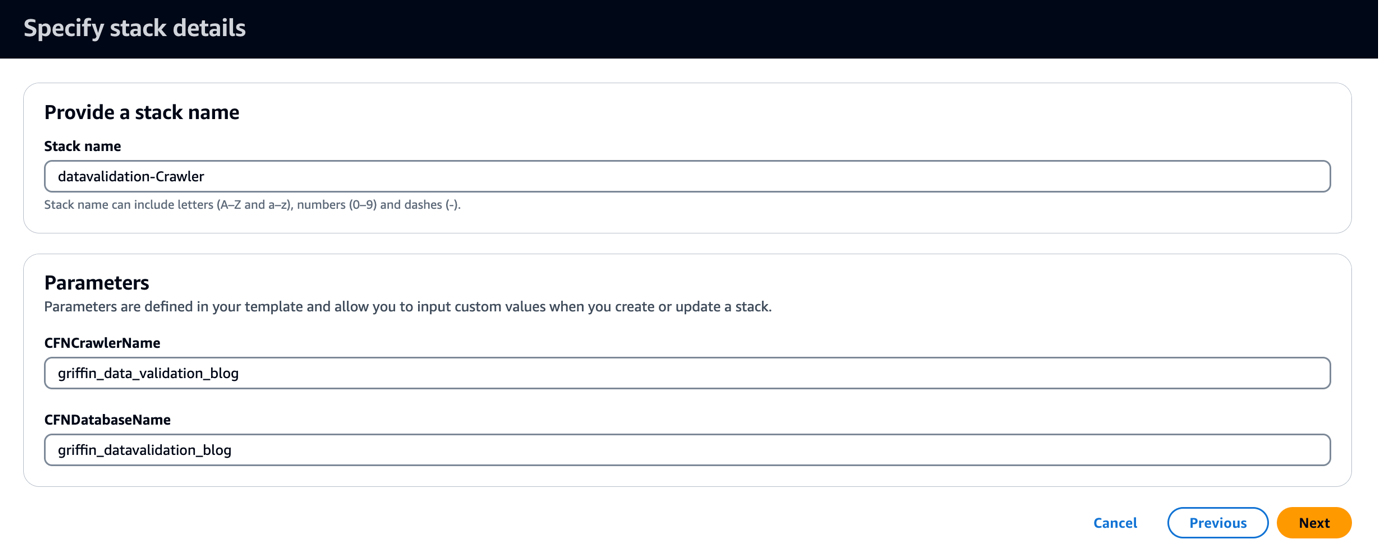 Specify stack details
Provide a stack name
Stack name
datavalidation-Crawler
Stack name can include letters (A–Z and a–z), numbers (0–9) and dashes (-).
Parameters
Parameters are defined in your template and allow you to input custom values when you create or update a stack.
CFNCrawlerName
griffin_data_validation_blog
CFNDatabaseName
griffin_datavalidation_blog
Cancel Previous Next